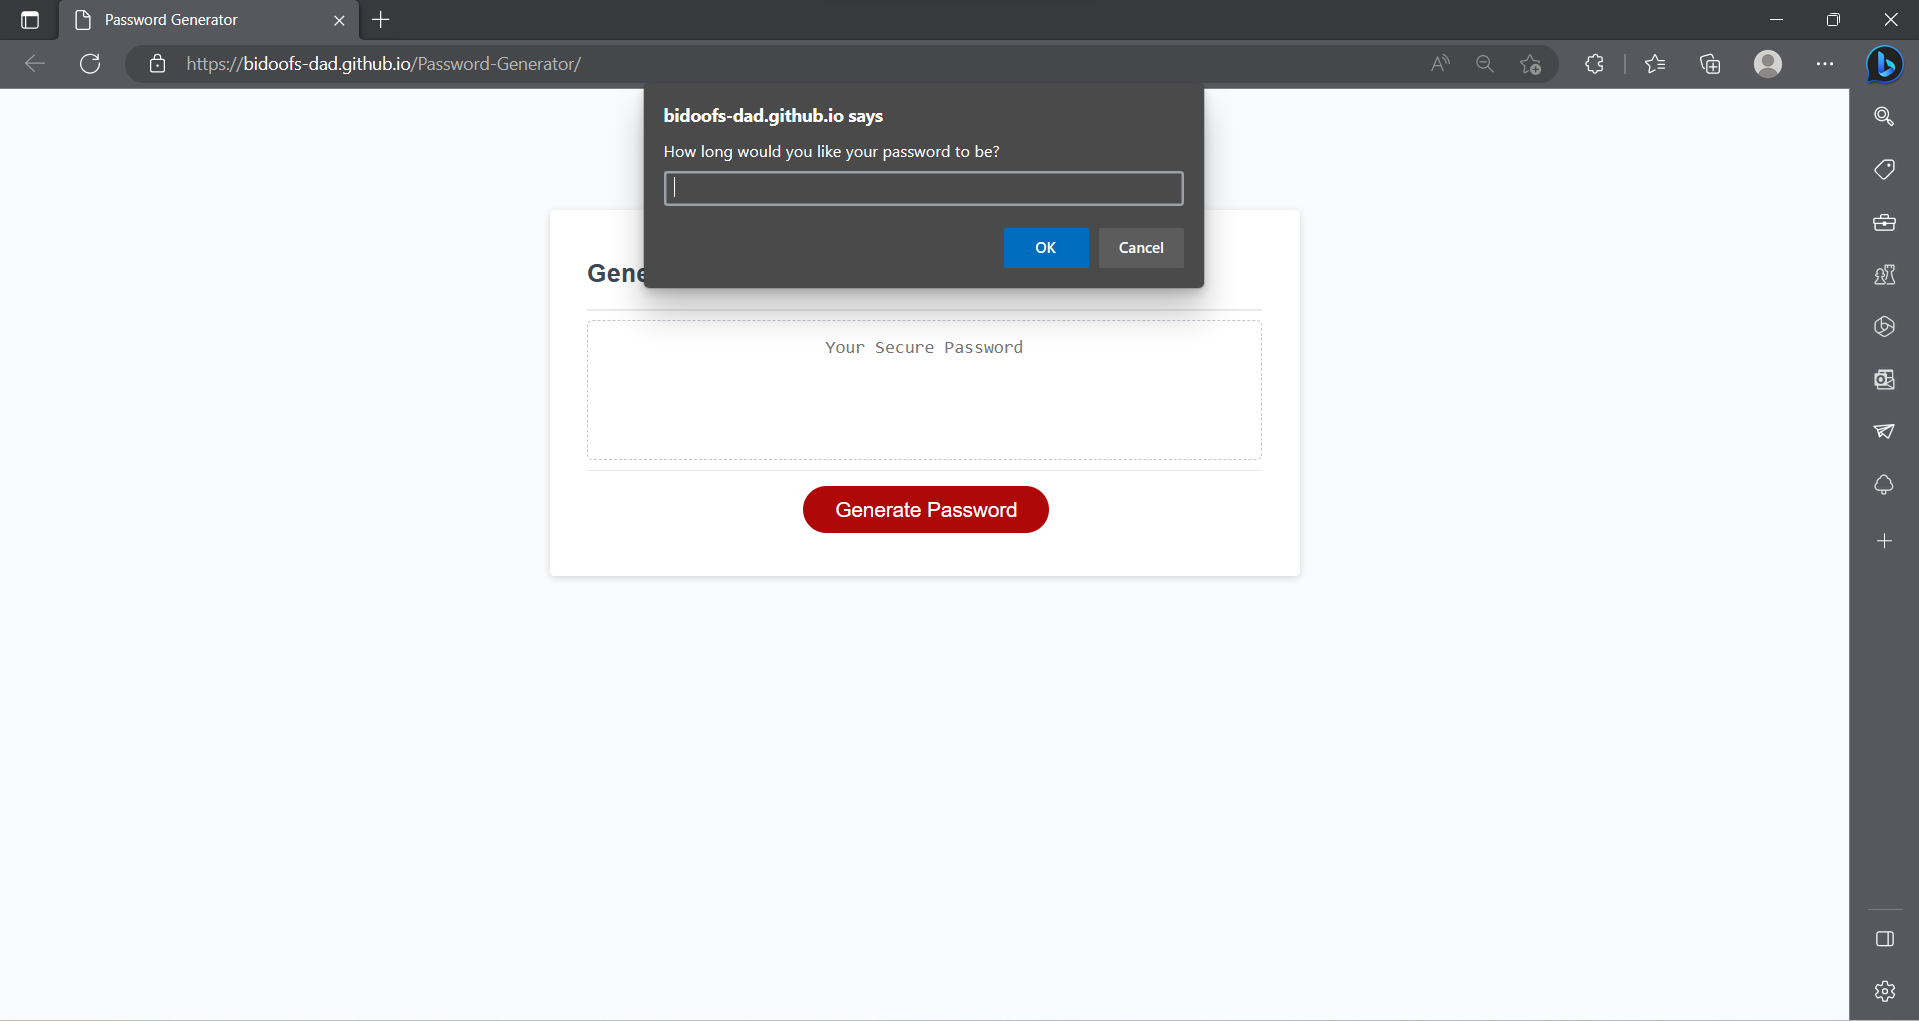 Password Generator
https://bidoofs-dad.github.io/Password-Generator/
bidoofs-dad.github.io says
How long would you like your password to be?
OK
Cancel
Gene
Your Secure Password
Generate Password